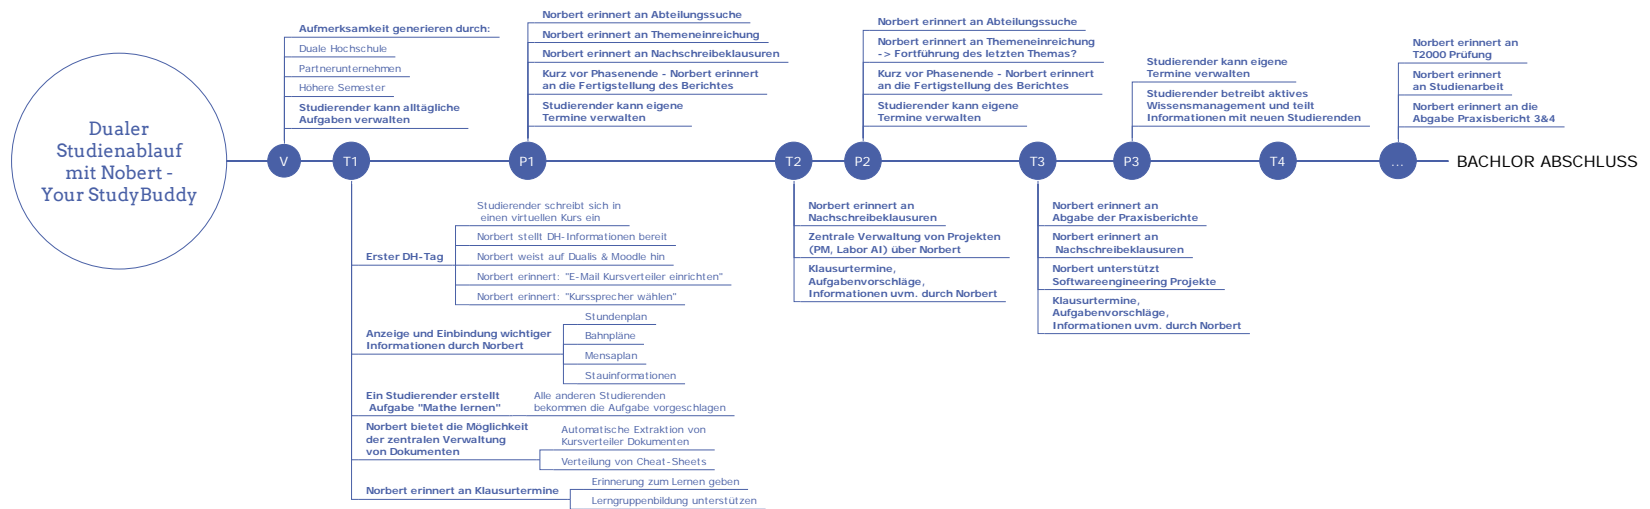 Dualer
Studienablauf
mit Nobert -
Your StudyBuddy
V
Aufmerksamkeit generieren durch:
Duale Hochschule
Partnerunternehmen
Höhere Semester
Studierender kann alltägliche
Aufgaben verwalten
T1
Erster DH-Tag
Studierender schreibt sich in
einen virtuellen Kurs ein
Norbert stellt DH-Informationen bereit
Norbert weist auf Dualis & Moodle hin
Norbert erinnert: "E-Mail Kursverteiler einrichten"
Norbert erinnert: "Kurssprecher wählen"
Anzeige und Einbindung wichtiger
Informationen durch Norbert
Stundenplan
Bahnpläne
Mensaplan
Stauinformationen
Ein Studierender erstellt
Aufgabe "Mathe lernen"
Alle anderen Studierenden
bekommen die Aufgabe vorgeschlagen
Norbert bietet die Möglichkeit
der zentralen Verwaltung
von Dokumenten
Automatische Extraktion von
Kursverteiler Dokumenten
Verteilung von Cheat-Sheets
Norbert erinnert an Klausurtermine
Erinnerung zum Lernen geben
Lerngruppenbildung unterstützen
P1
Norbert erinnert an Abteilungssuche
Norbert erinnert an Themeneinreichung
Norbert erinnert an Nachschreibeklausuren
Kurz vor Phasenende - Norbert erinnert
an die Fertigstellung des Berichtes
Studierender kann eigene
Termine verwalten
T2
Norbert erinnert an
Nachschreibeklausuren
Zentrale Verwaltung von Projekten
(PM, Labor AI) über Norbert
Klausurtermine,
Aufgabenvorschläge,
Informationen uvm. durch Norbert
P2
Norbert erinnert an Abteilungssuche
Norbert erinnert an Themeneinreichung
-> Fortführung des letzten Themas?
Kurz vor Phasenende - Norbert erinnert
an die Fertigstellung des Berichtes
Studierender kann eigene
Termine verwalten
T3
Norbert erinnert an
Abgabe der Praxisberichte
Norbert erinnert an
Nachschreibeklausuren
Norbert unterstützt
Softwareengineering Projekte
Klausurtermine,
Aufgabenvorschläge,
Informationen uvm. durch Norbert
P3
Studierender kann eigene
Termine verwalten
Studierender betreibt aktives
Wissensmanagement und teilt
Informationen mit neuen Studierenden
T4
...
Norbert erinnert an
T2000 Prüfung
Norbert erinnert
an Studienarbeit
Norbert erinnert an die
Abgabe Praxisbericht 3&4
BACHLOR ABSCHLUSS